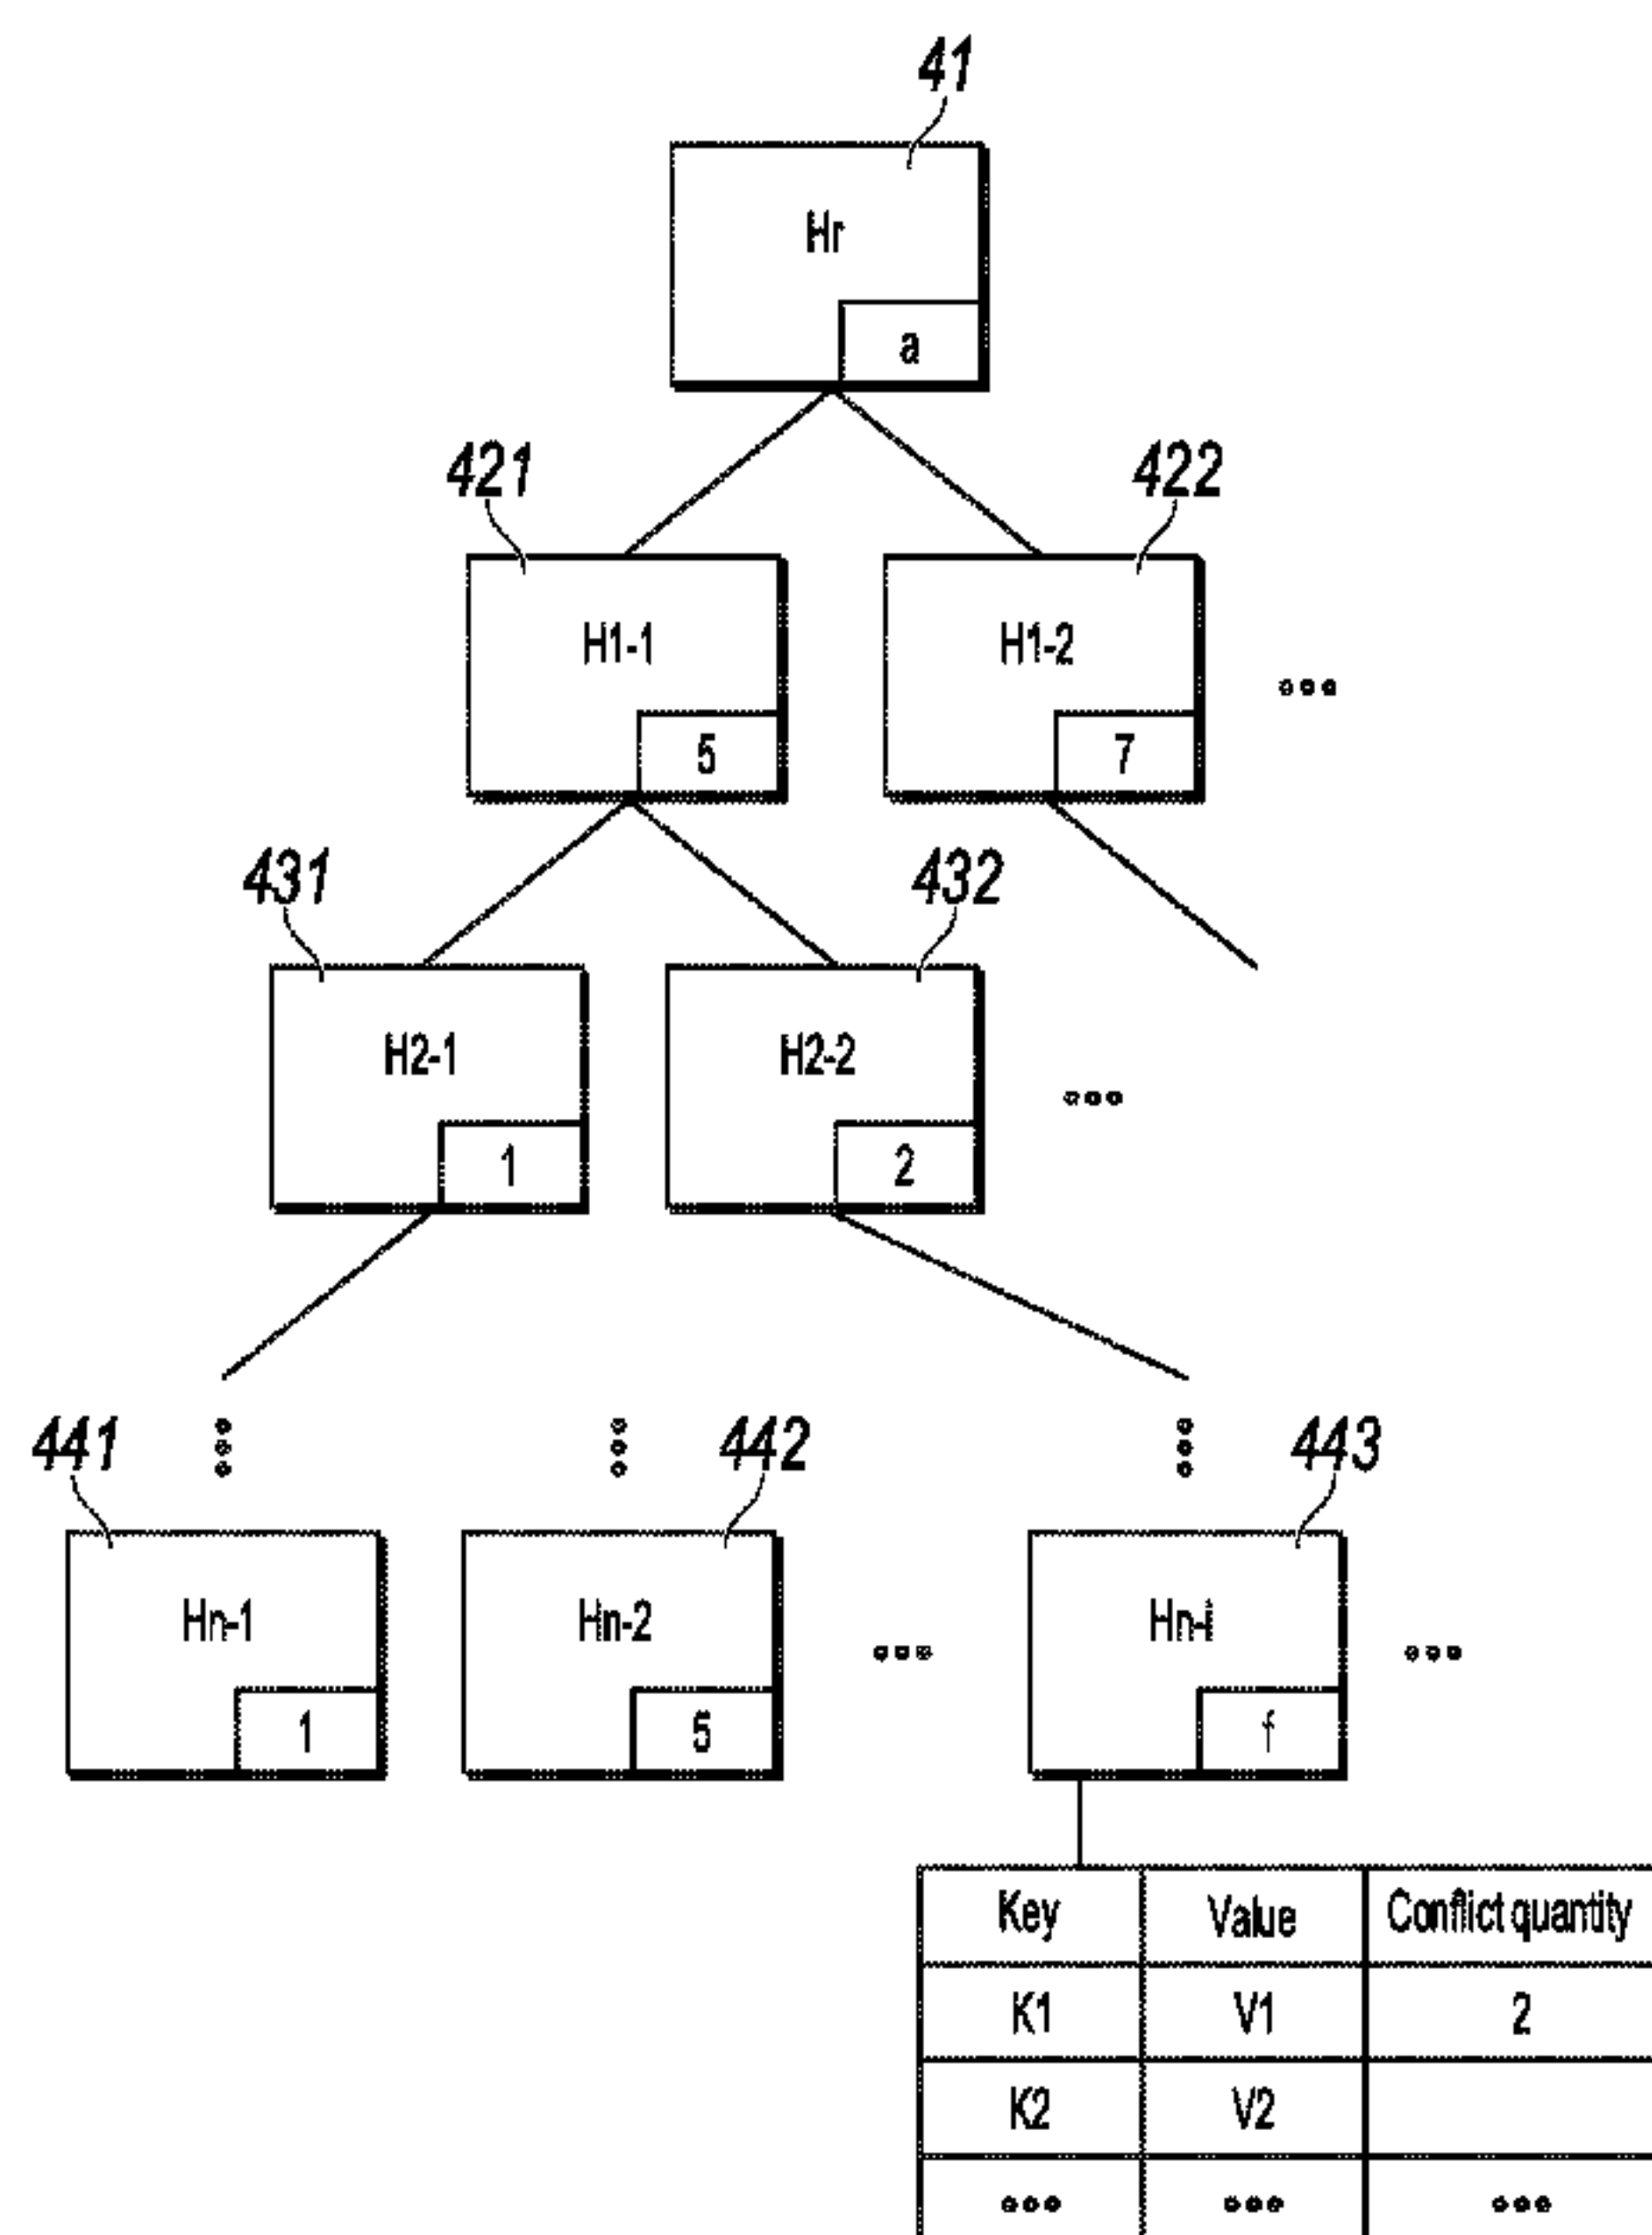 41
Hr
a
421
422
H1-1
H1-2
•••
5
7
431
432
H2-1
H2-2
•••
1
2
441
442
443
Hn-1
Hn-2
•••
Hn-i
•••
1
5
f
Key Value Conflict quantity
K1 V1 2
K2 V2
••• ••• •••